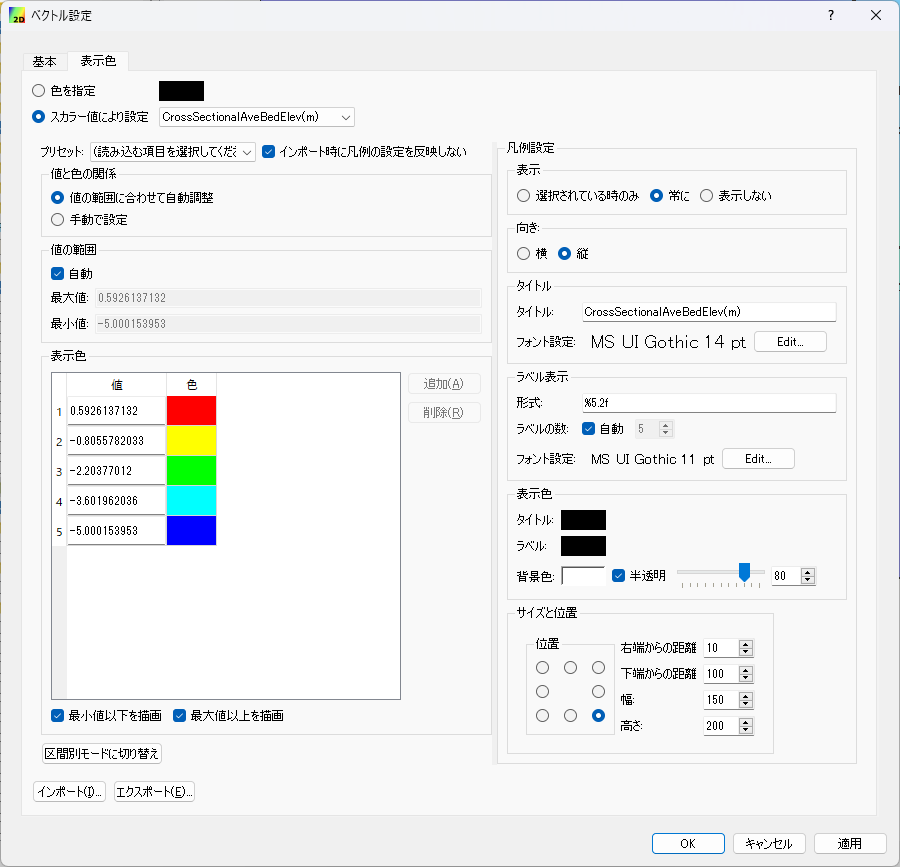 2D ベクトル設定 ?
基本 表示色
色を指定
スカラー値により設定 CrossSectionalAveBedElev(m)
プリセット: (読み込む項目を選択してくだ インポート時に凡例の設定を反映しない
値と色の関係
値の範囲に合わせて自動調整
手動で設定
値の範囲
自動
最大値: 0.5926137132
最小値: -5.000153953
表示色
値 色
1 0.5926137132
2 -0.8055782033
3 -2.20377012
4 -3.601962036
5 -5.000153953
追加(A)
削除(R)
最小値以下を描画 最大値以上を描画
区間別モードに切り替え
インポート(I)... エクスポート(E)...
凡例設定
表示
選択されている時のみ 常に 表示しない
向き:
横 縦
タイトル
タイトル: CrossSectionalAveBedElev(m)
フォント設定: MS UI Gothic 14 pt Edit...
ラベル表示
形式: %5.2f
ラベルの数: 自動 5
フォント設定: MS UI Gothic 11 pt Edit...
表示色
タイトル:
ラベル:
背景色: 半透明 80
サイズと位置
位置
右端からの距離 10
下端からの距離 100
幅: 150
高さ: 200
OK キャンセル 適用